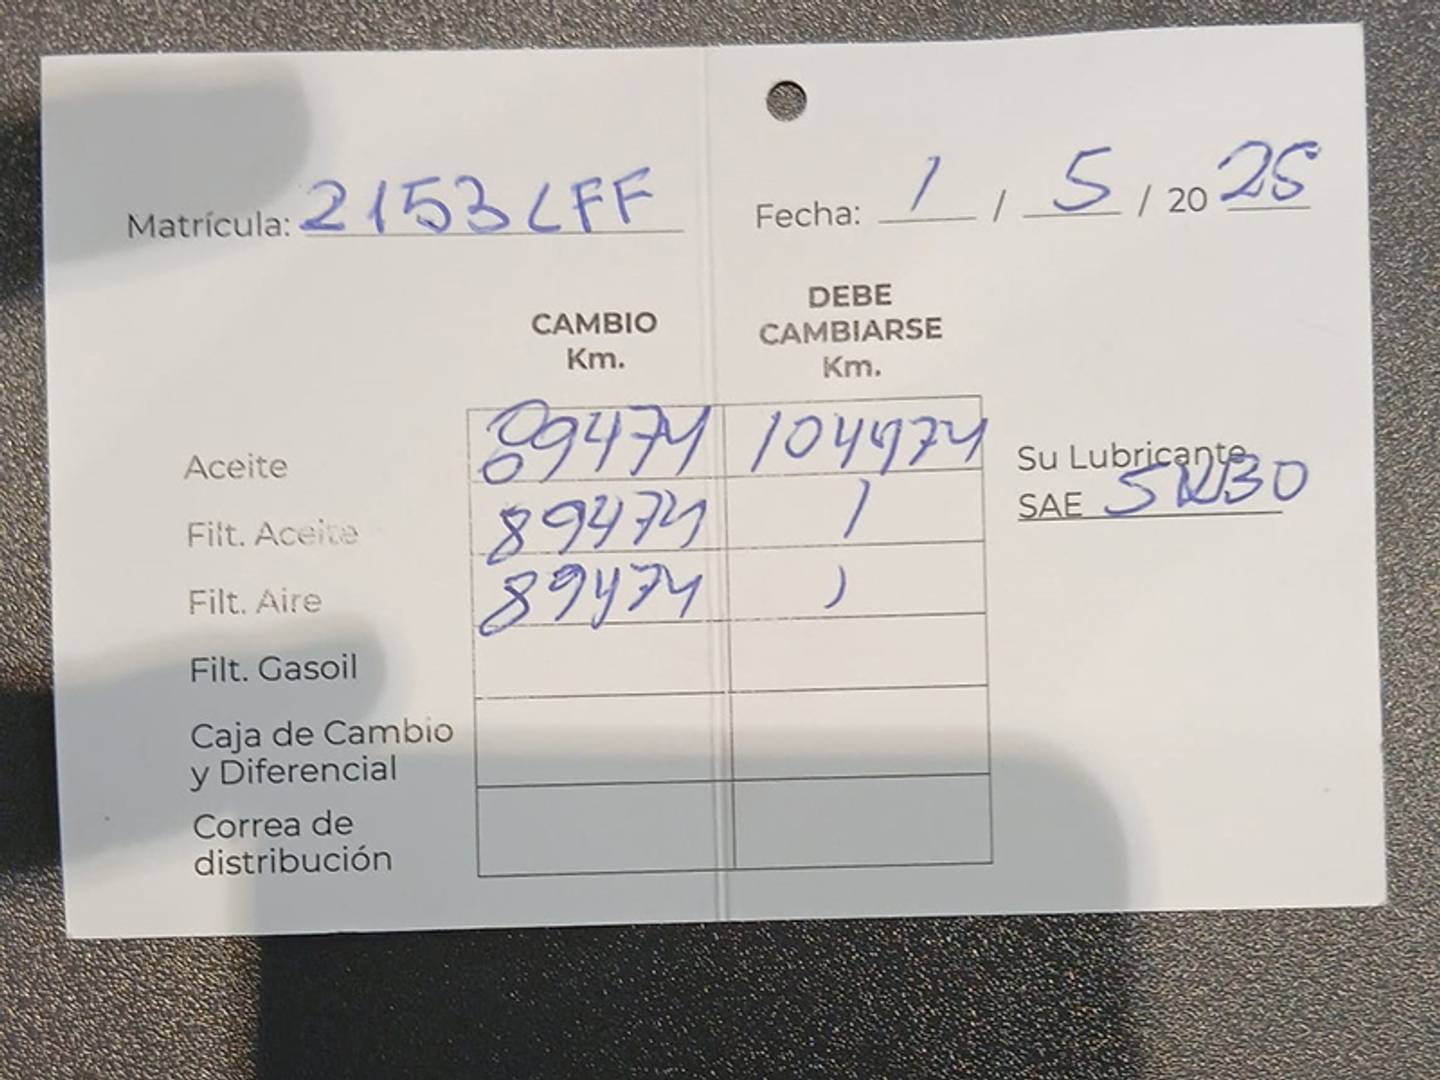 Matrícula: 2153LFF
Fecha: 1 / 5 / 2025
CAMBIO
Km.
DEBE
CAMBIARSE
Km.
Aceite 89474 104474
Filt. Aceite 89474 /
Filt. Aire 89474 /
Filt. Gasoil
Caja de Cambio
y Diferencial
Correa de
distribución
Su Lubricante
SAE 5W30